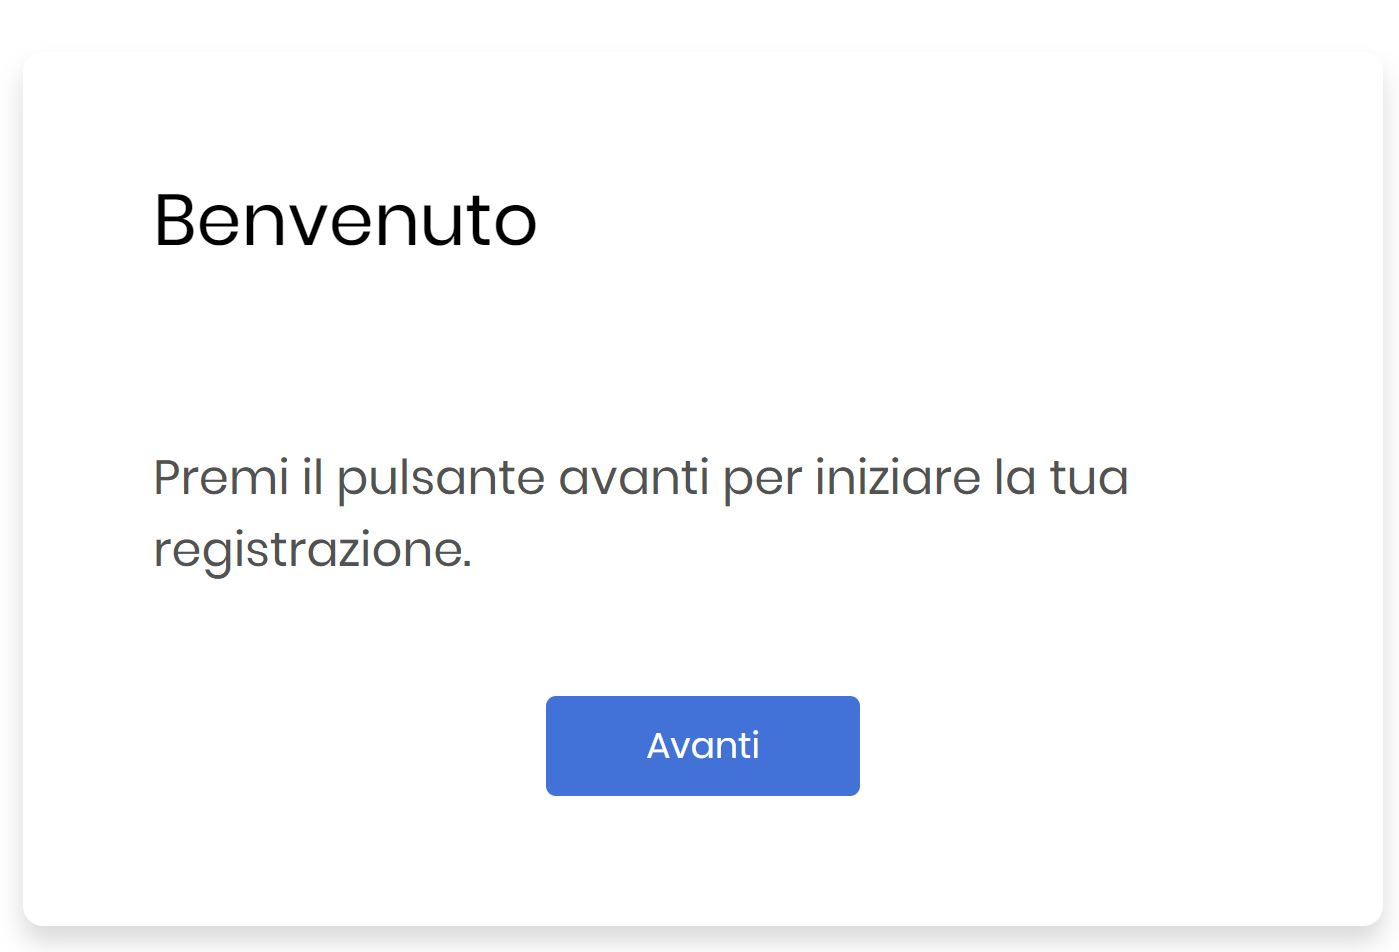 Benvenuto
Premi il pulsante avanti per iniziare la tua
registrazione.
Avanti